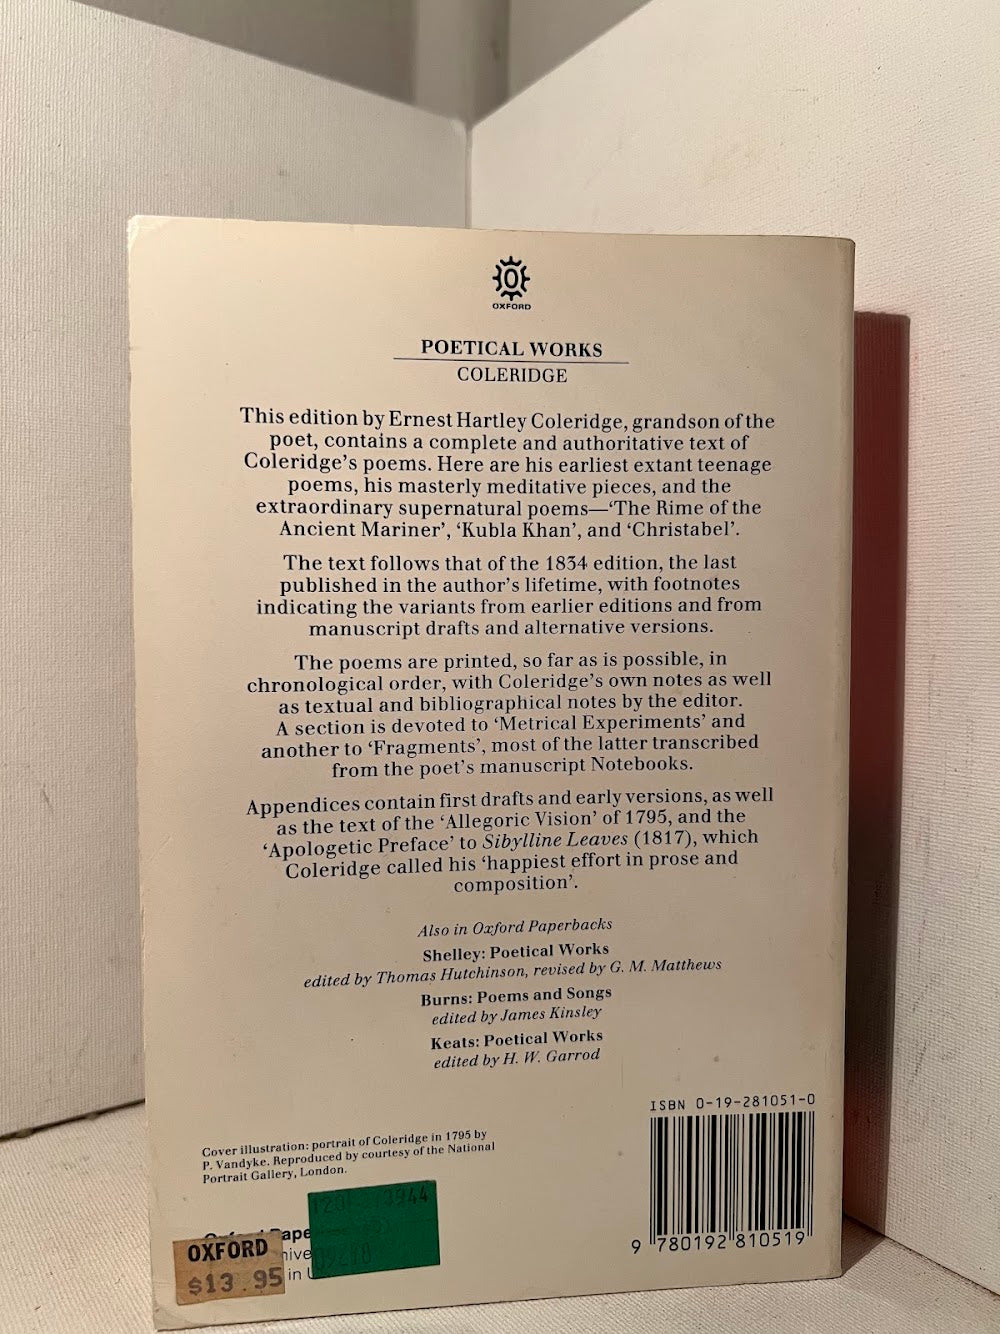 O
OXFORD
POETICAL WORKS
COLERIDGE
This edition by Ernest Hartley Coleridge, grandson of the
poet, contains a complete and authoritative text of
Coleridge's poems. Here are his earliest extant teenage
poems, his masterly meditative pieces, and the
extraordinary supernatural poems—'The Rime of the
Ancient Mariner', 'Kubla Khan', and 'Christabel'.
The text follows that of the 1834 edition, the last
published in the author's lifetime, with footnotes
indicating the variants from earlier editions and from
manuscript drafts and alternative versions.
The poems are printed, so far as is possible, in
chronological order, with Coleridge's own notes as well
as textual and bibliographical notes by the editor.
A section is devoted to 'Metrical Experiments' and
another to 'Fragments', most of the latter transcribed
from the poet's manuscript Notebooks.
Appendices contain first drafts and early versions, as well
as the text of the 'Allegoric Vision' of 1795, and the
'Apologetic Preface' to Sibylline Leaves (1817), which
Coleridge called his 'happiest effort in prose and
composition'.
Also in Oxford Paperbacks
Shelley: Poetical Works
edited by Thomas Hutchinson, revised by G. M. Matthews
Burns: Poems and Songs
edited by James Kinsley
Keats: Poetical Works
edited by H. W. Garrod
ISBN 0-19-281051-0
9 780192 810519
Cover illustration: portrait of Coleridge in 1795 by
P. Vandyke. Reproduced by courtesy of the National
Portrait Gallery, London.
OXFORD
$13.95 in